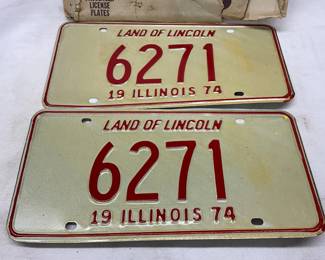 LICENSE
PLATES
LAND OF LINCOLN
6271
19 ILLINOIS 74
LAND OF LINCOLN
6271
19 ILLINOIS 74